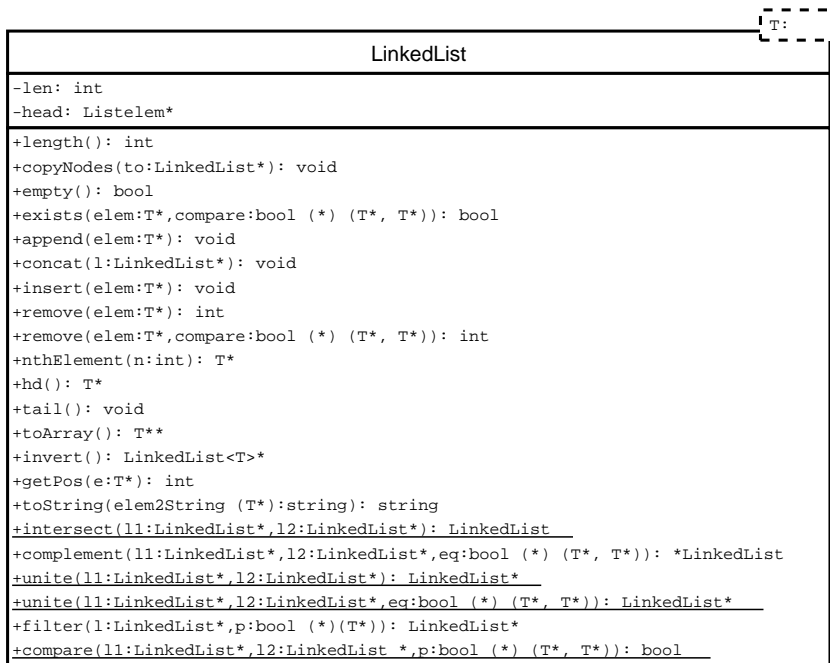 T:
LinkedList
-len: int
-head: Listelem*
+length(): int
+copyNodes(to:LinkedList*): void
+empty(): bool
+exists(elem:T*,compare:bool (*) (T*, T*)): bool
+append(elem:T*): void
+concat(l:LinkedList*): void
+insert(elem:T*): void
+remove(elem:T*): int
+remove(elem:T*,compare:bool (*) (T*, T*)): int
+nthElement(n:int): T*
+hd(): T*
+tail(): void
+toArray(): T**
+invert(): LinkedList<T>*
+getPos(e:T*): int
+toString(elem2String (T*):string): string
+intersect(l1:LinkedList*,l2:LinkedList*): LinkedList
+complement(l1:LinkedList*,l2:LinkedList*,eq:bool (*) (T*, T*)): *LinkedList
+unite(l1:LinkedList*,l2:LinkedList*): LinkedList*
+unite(l1:LinkedList*,l2:LinkedList*,eq:bool (*) (T*, T*)): LinkedList*
+filter(l:LinkedList*,p:bool (*)(T*)): LinkedList*
+compare(l1:LinkedList*,l2:LinkedList *,p:bool (*) (T*, T*)): bool